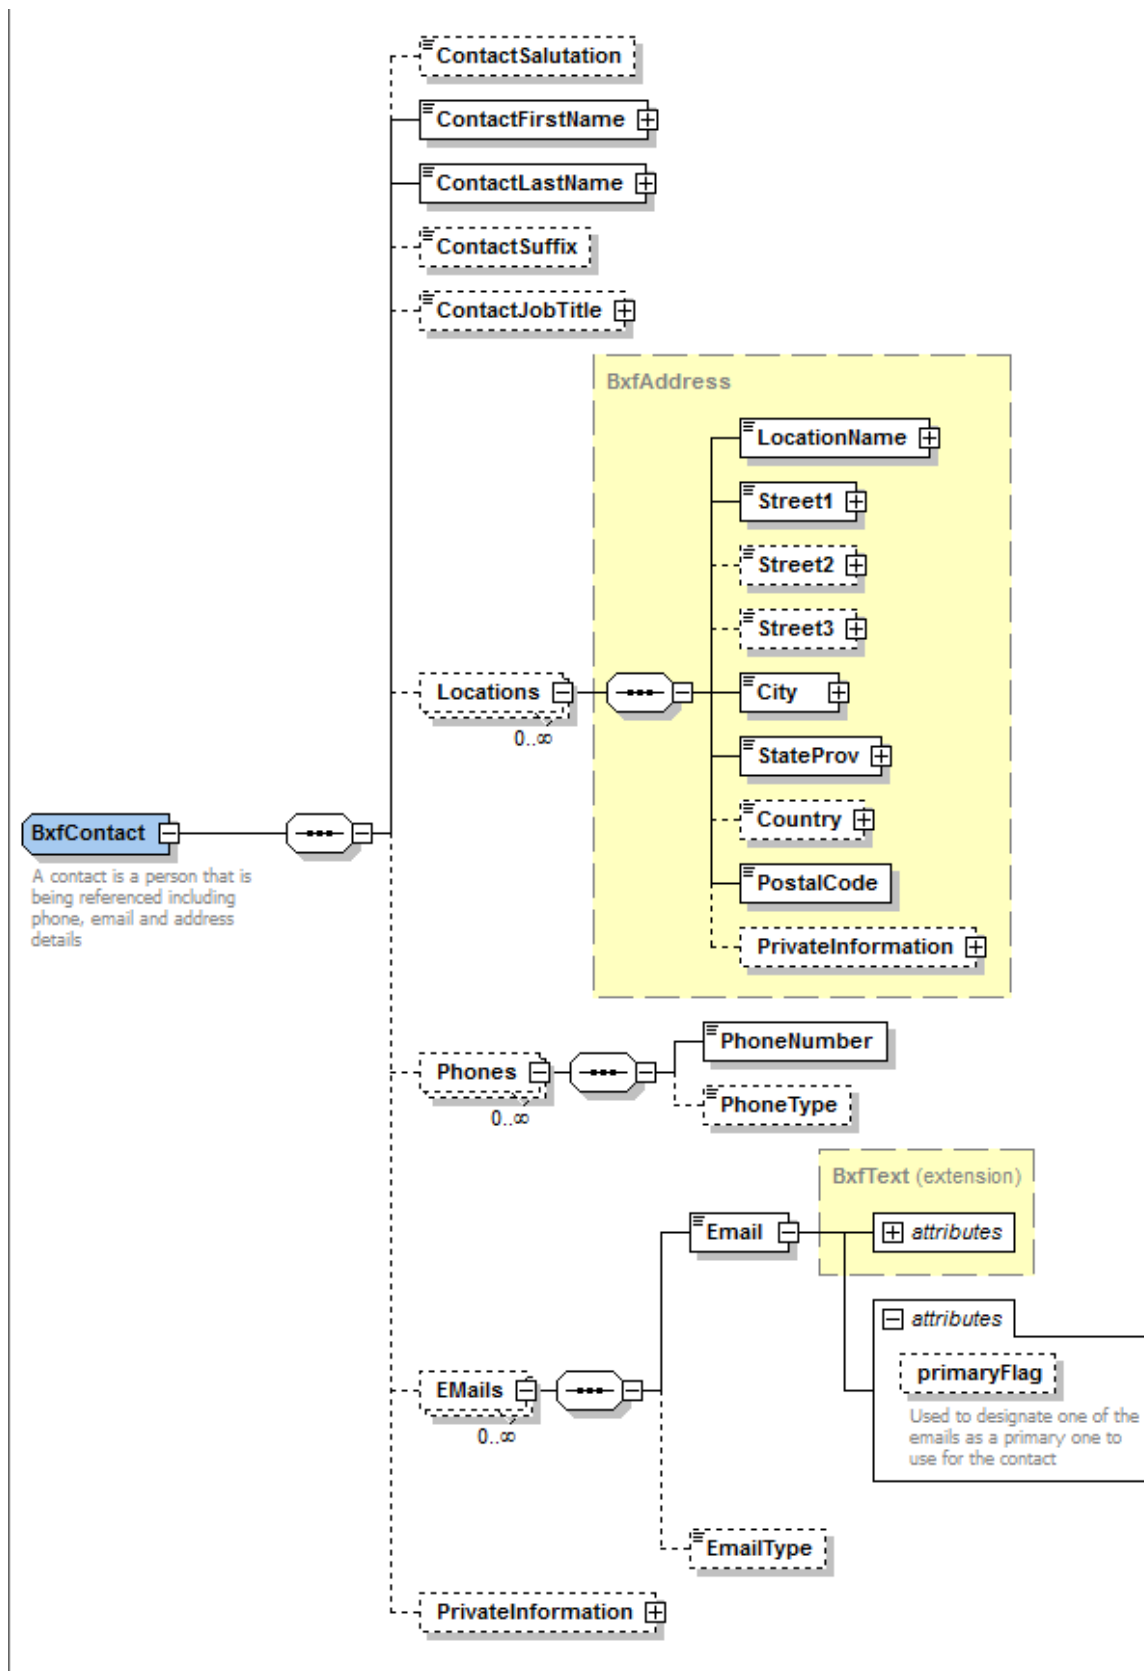 ContactSalutation
ContactFirstName
ContactLastName
ContactSuffix
ContactJobTitle
BxfAddress
LocationName
Street1
Street2
Street3
Locations
0..∞
City
StateProv
Country
PostalCode
PrivateInformation
BxfContact
A contact is a person that is
being referenced including
phone, email and address
details
Phones
0..∞
PhoneNumber
PhoneType
BxfText (extension)
Email
attributes
attributes
primaryFlag
Used to designate one of the
emails as a primary one to
use for the contact
EMails
0..∞
EmailType
PrivateInformation